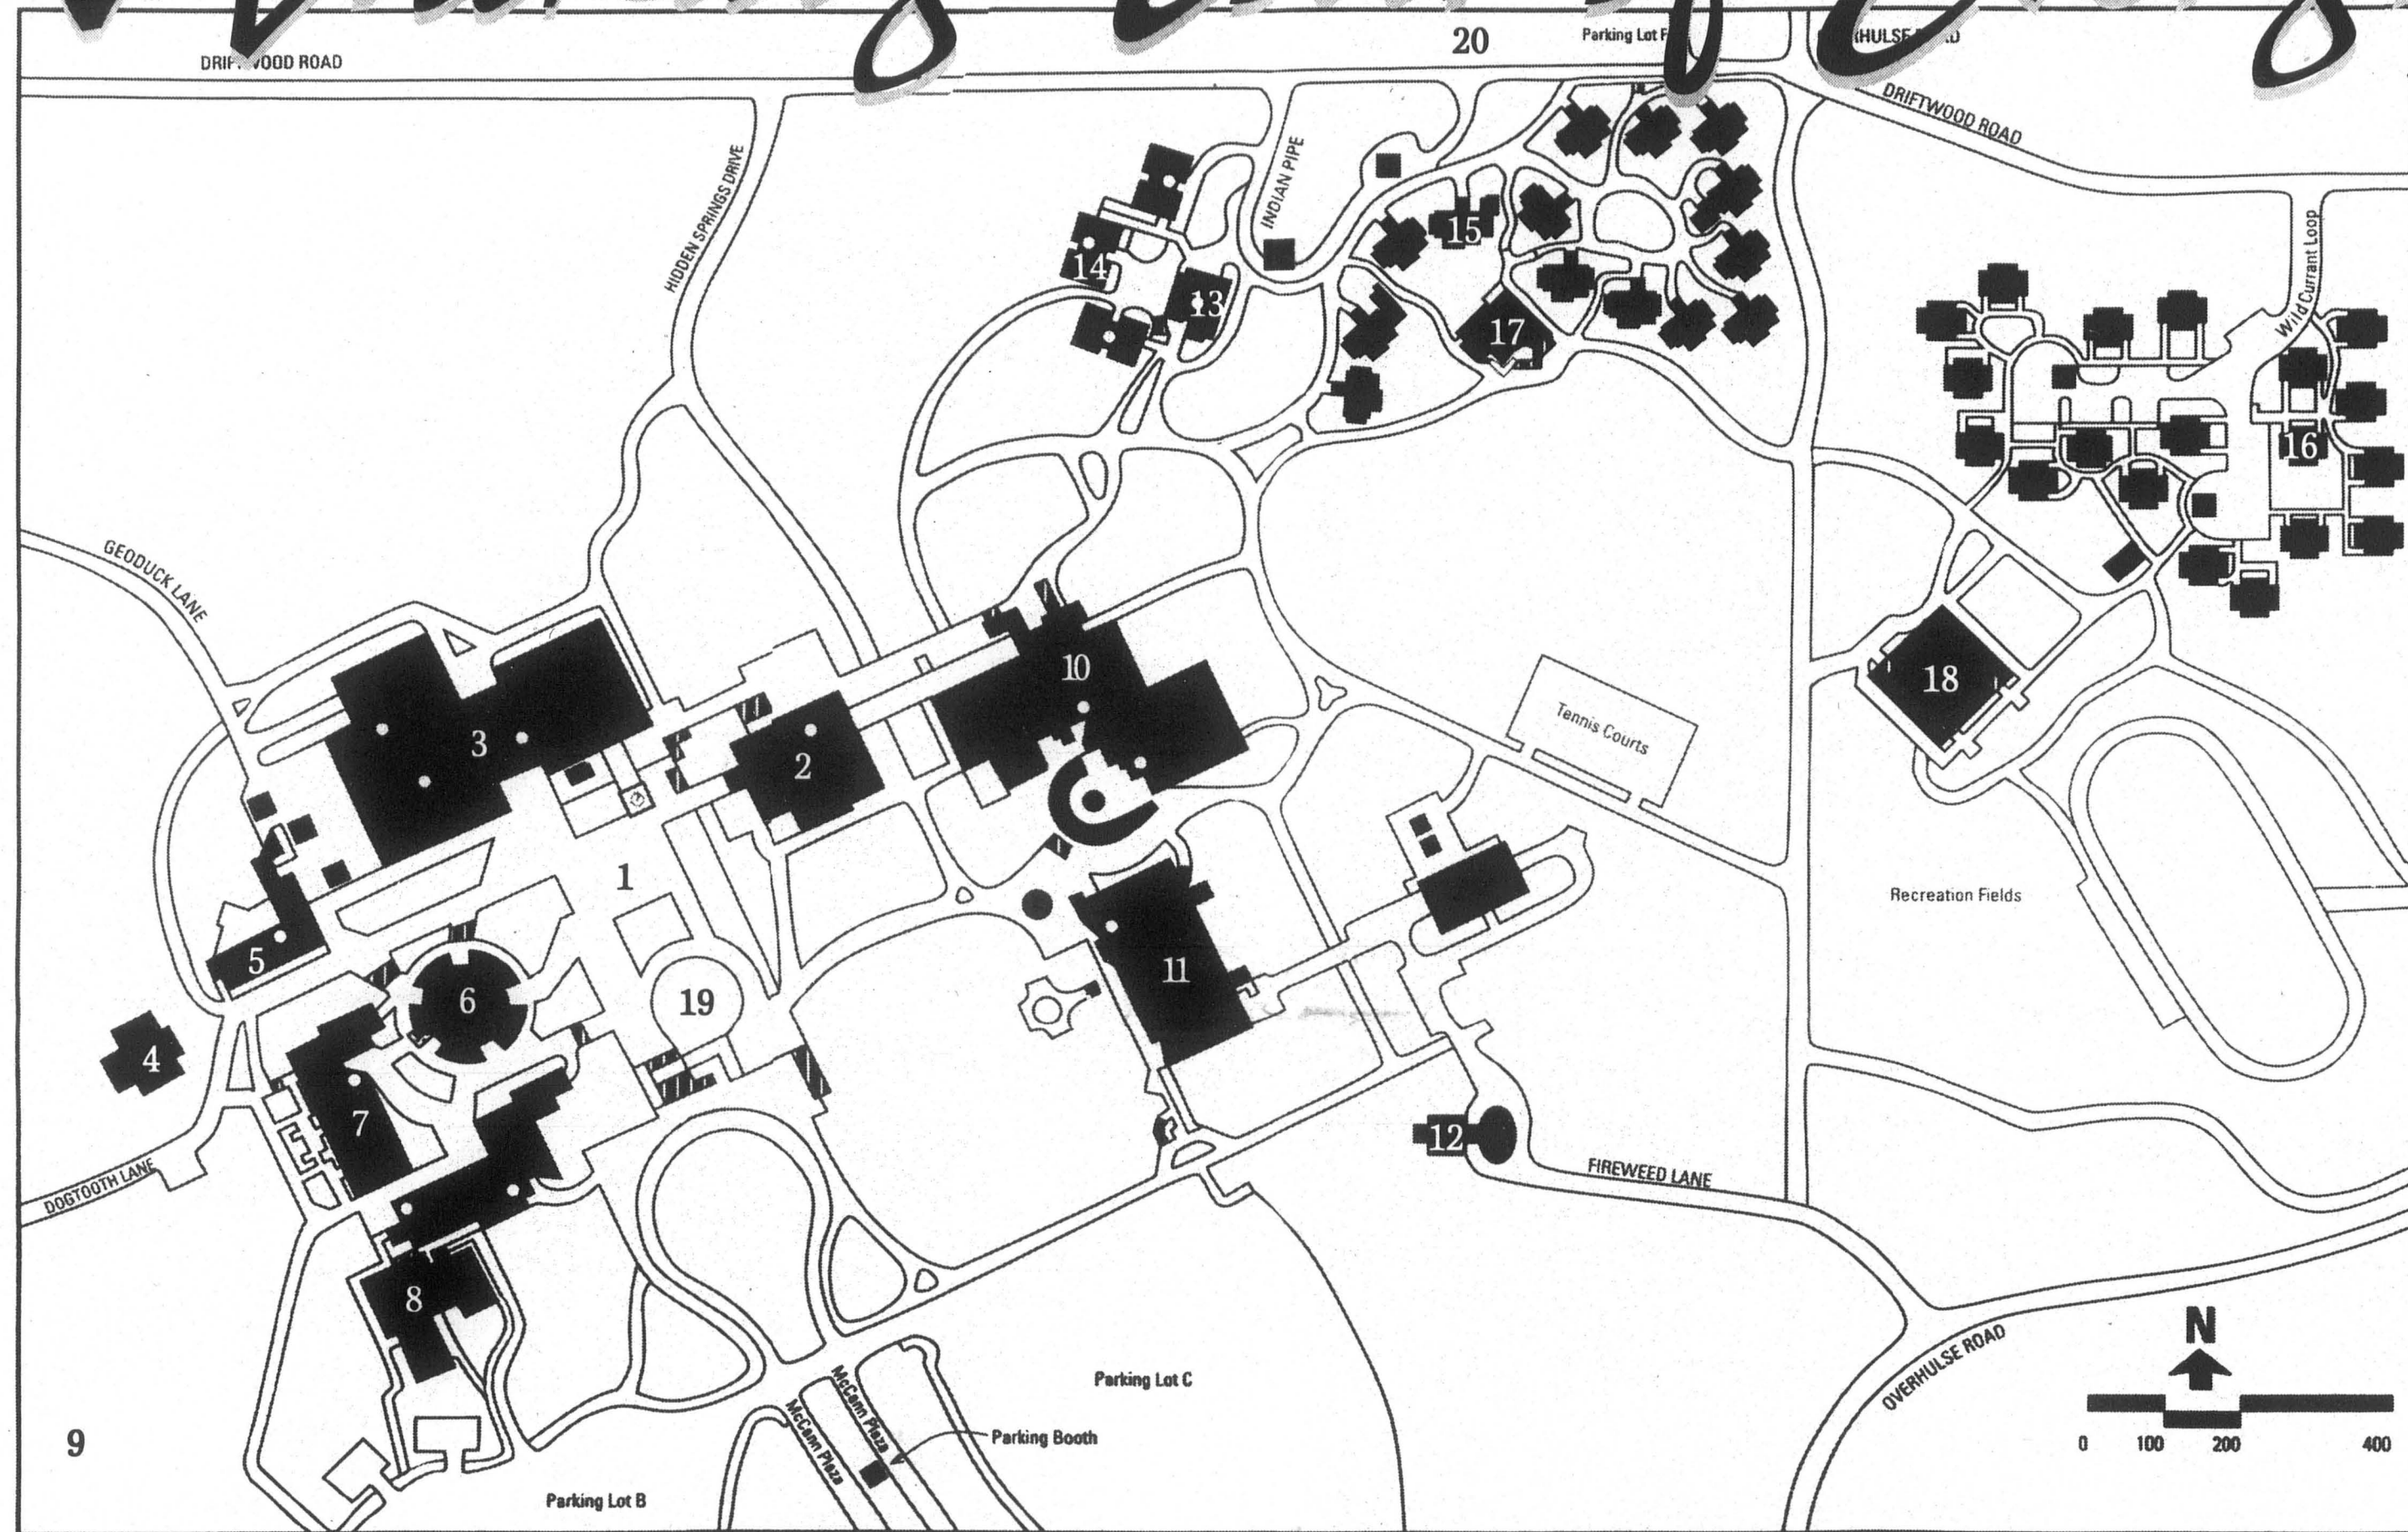 20
Parking Lot F
DRIFTWOOD ROAD
DRIFTWOOD ROAD
HIDDEN SPRINGS DRIVE
INDIAN PIPE
Wild Currant Loop
14
13
15
17
16
GEODUCK LANE
10
18
3
2
Tennis Courts
1
Recreation Fields
5
6
19
11
4
7
12
FIREWEED LANE
DOGTOOTH LANE
8
N
OVERHULSE ROAD
McCann Plaza
McCann Plaza
Parking Lot C
Parking Booth
9
Parking Lot B
0 100 200 400